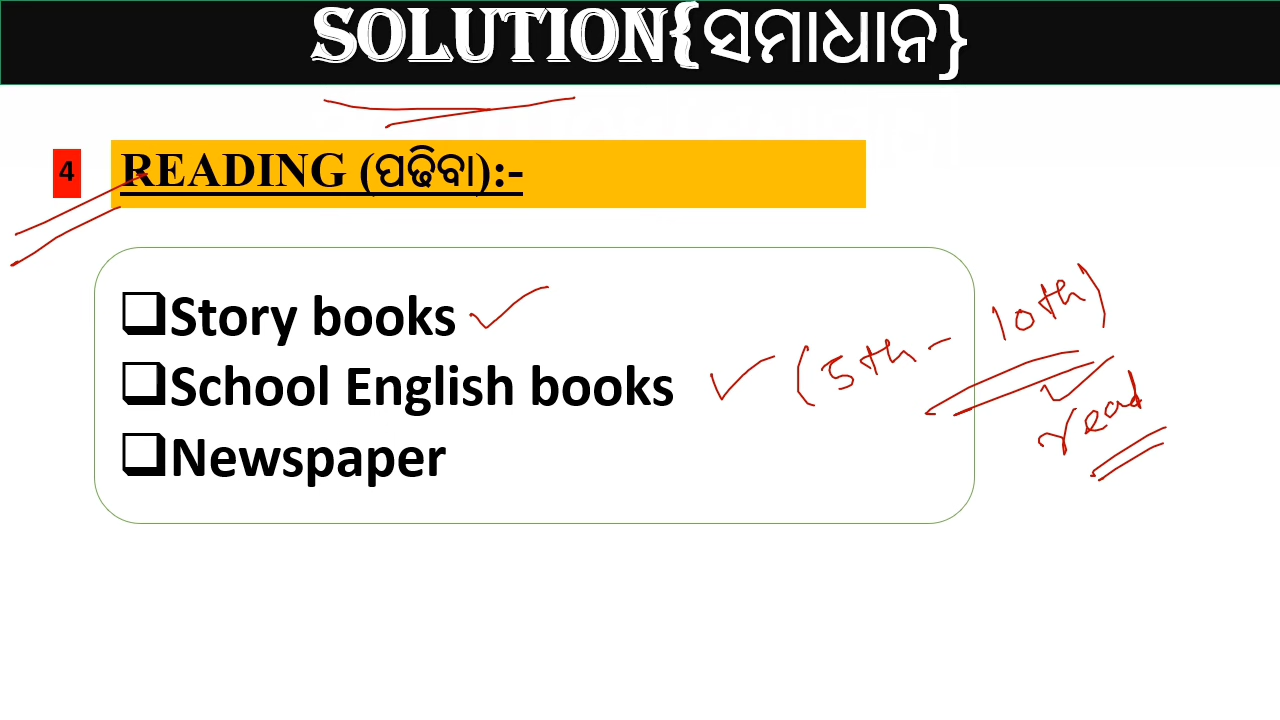 SOLUTION{ସମାଧାନ}
4 READING (ପଢିବା):-
❑Story books
❑School English books (5th - 10th)
read
❑Newspaper